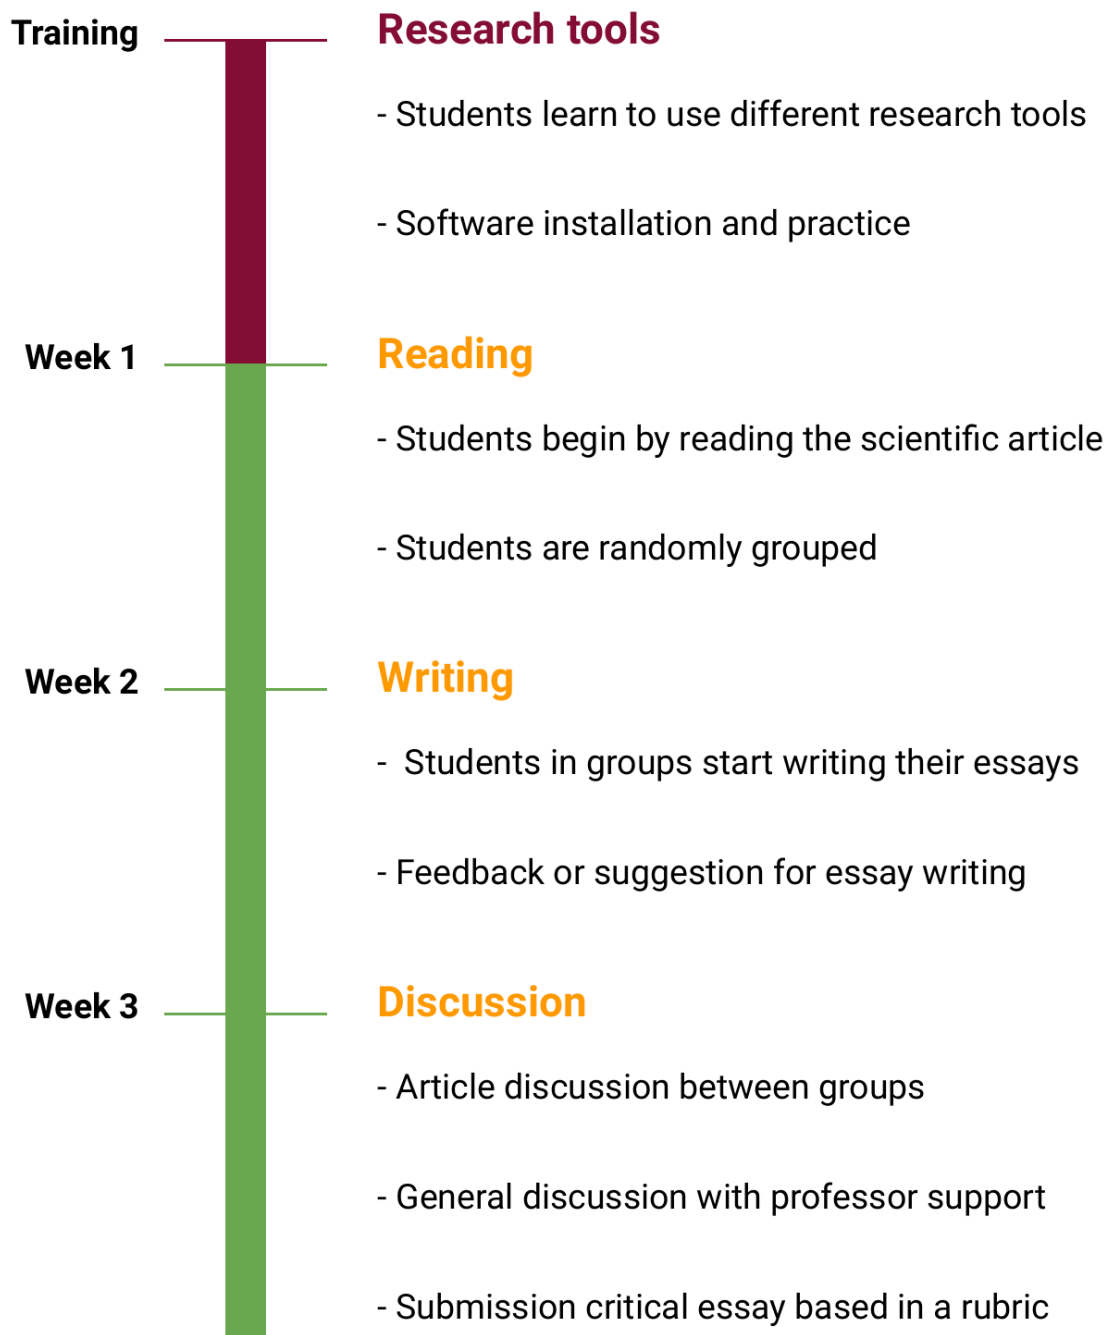 Training
Research tools
- Students learn to use different research tools
- Software installation and practice
Week 1
Reading
- Students begin by reading the scientific article
- Students are randomly grouped
Week 2
Writing
- Students in groups start writing their essays
- Feedback or suggestion for essay writing
Week 3
Discussion
- Article discussion between groups
- General discussion with professor support
- Submission critical essay based in a rubric